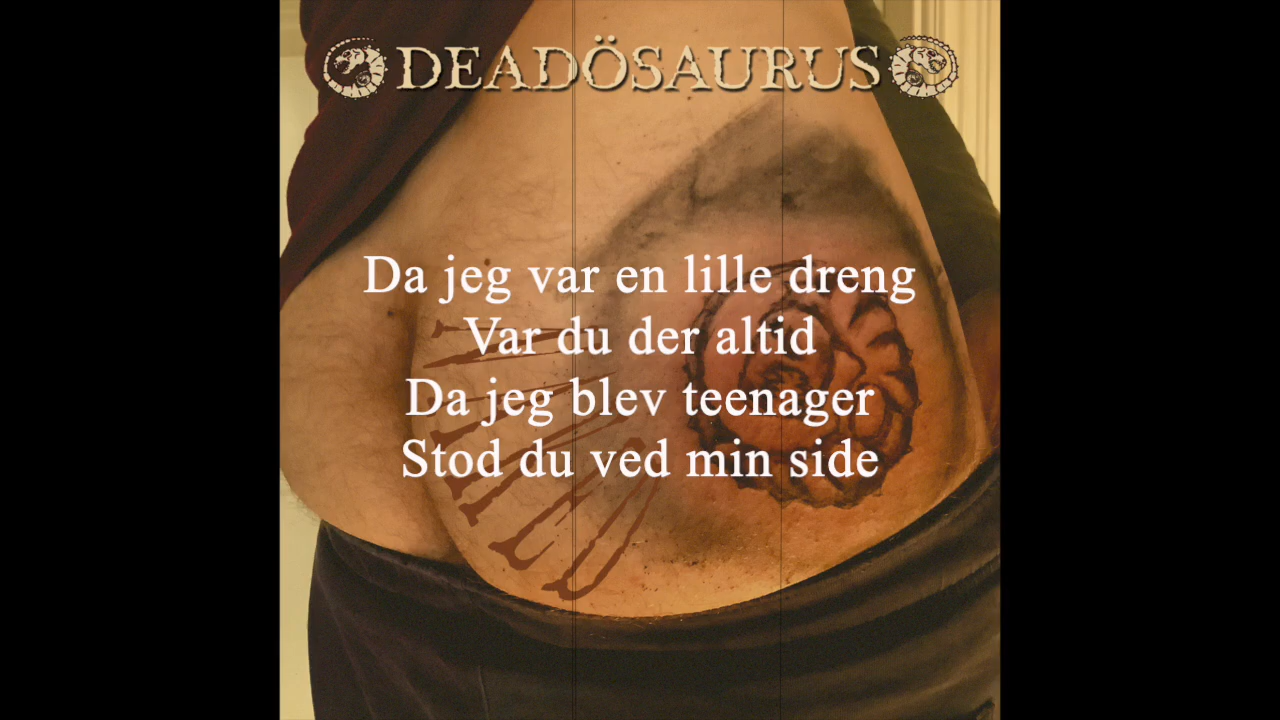 DEADÖSAURUS
Da jeg var en lille dreng
Var du der altid
Da jeg blev teenager
Stod du ved min side